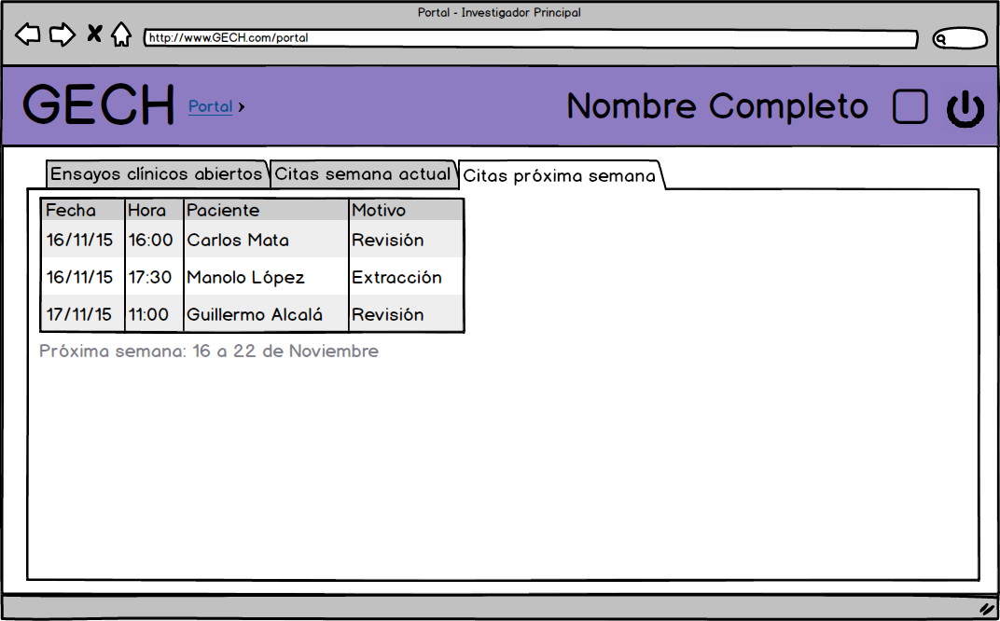 Portal - Investigador Principal
http://www.GECH.com/portal
GECH Portal > Nombre Completo
Ensayos clínicos abiertos Citas semana actual Citas próxima semana
Fecha Hora Paciente Motivo
16/11/15 16:00 Carlos Mata Revisión
16/11/15 17:30 Manolo López Extracción
17/11/15 11:00 Guillermo Alcalá Revisión
Próxima semana: 16 a 22 de Noviembre